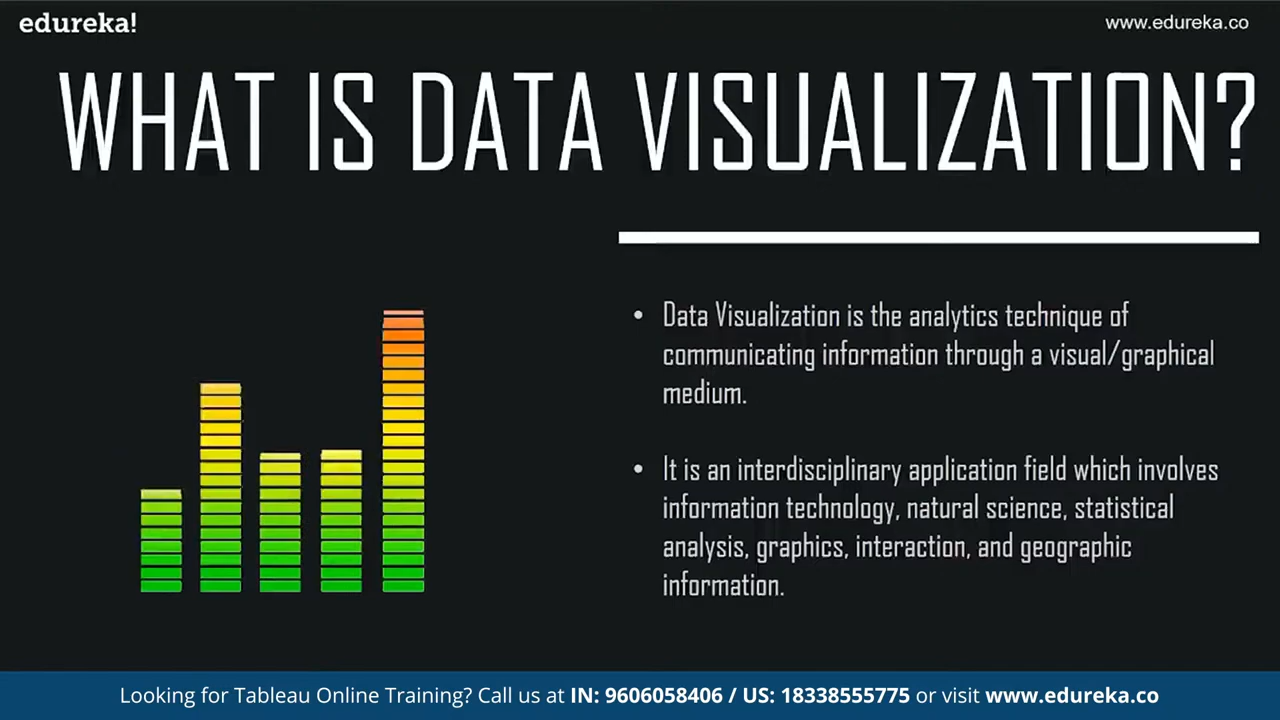 edureka!
www.edureka.co
WHAT IS DATA VISUALIZATION?
• Data Visualization is the analytics technique of
communicating information through a visual/graphical
medium.
• It is an interdisciplinary application field which involves
information technology, natural science, statistical
analysis, graphics, interaction, and geographic
information.
Looking for Tableau Online Training? Call us at IN: 9606058406 / US: 18338555775 or visit www.edureka.co